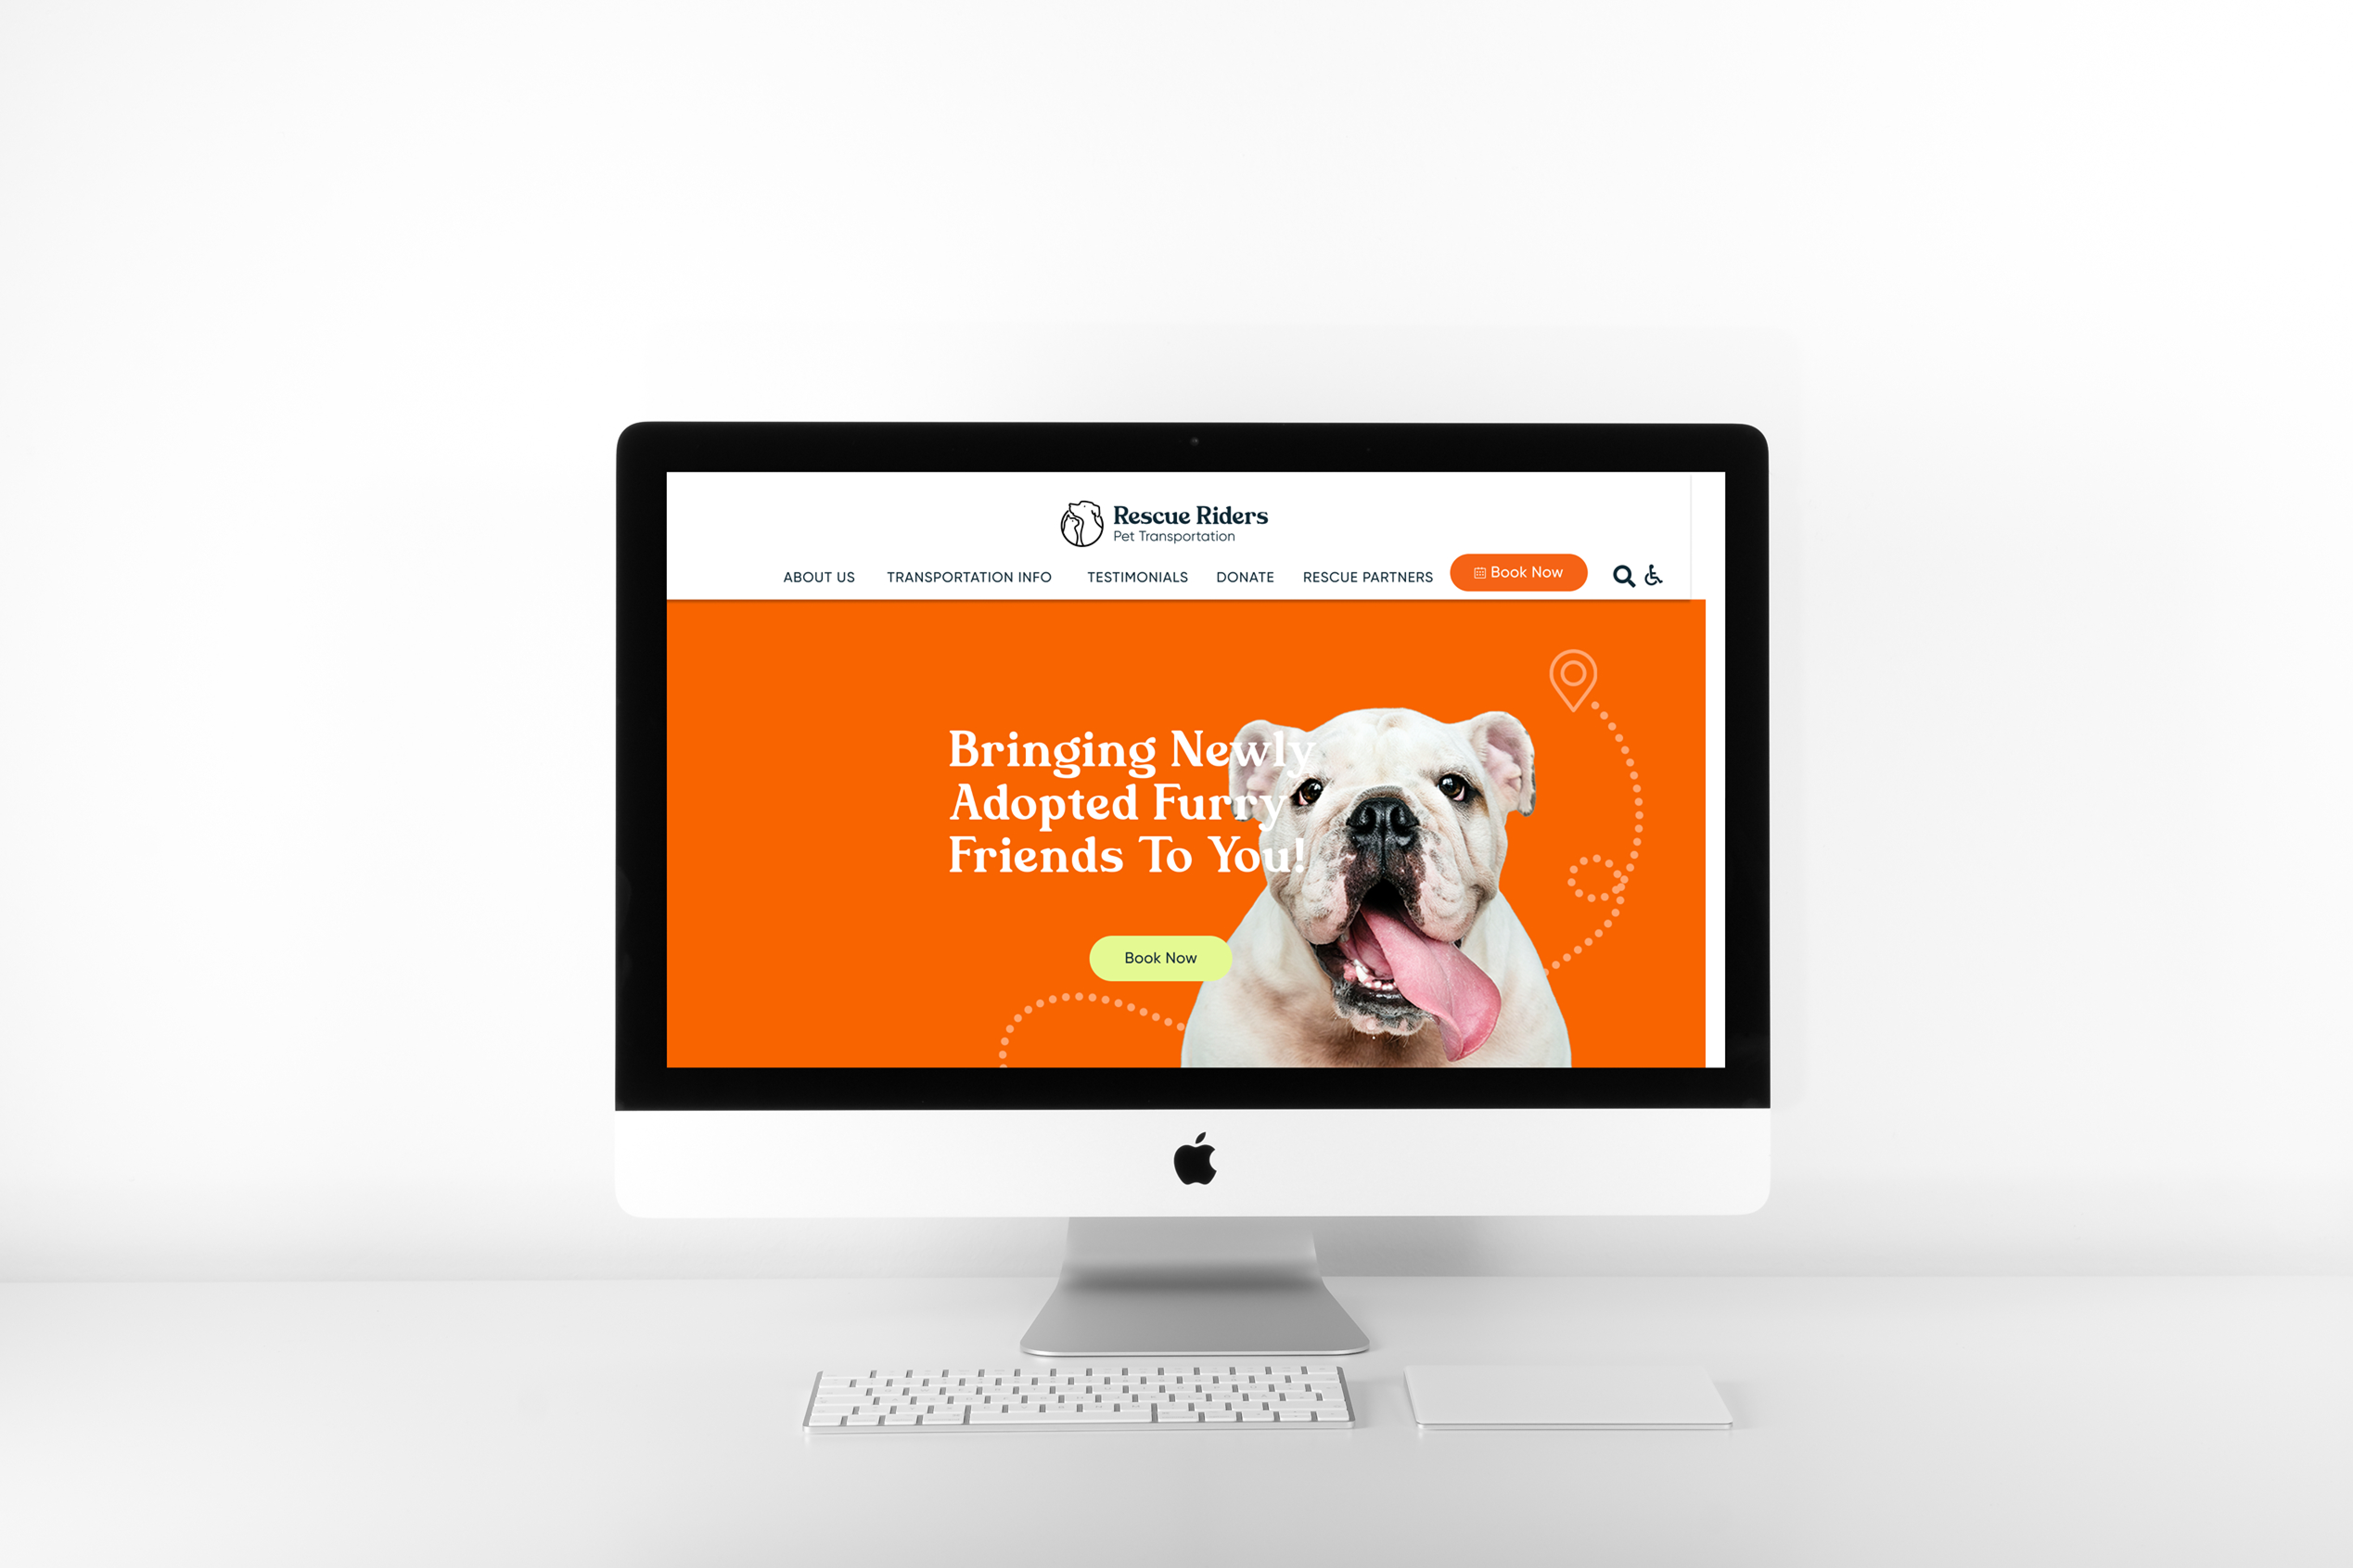 Rescue Riders
Pet Transportation
ABOUT US TRANSPORTATION INFO TESTIMONIALS DONATE RESCUE PARTNERS Book Now
Bringing Newly
Adopted Furry
Friends To You!
Book Now